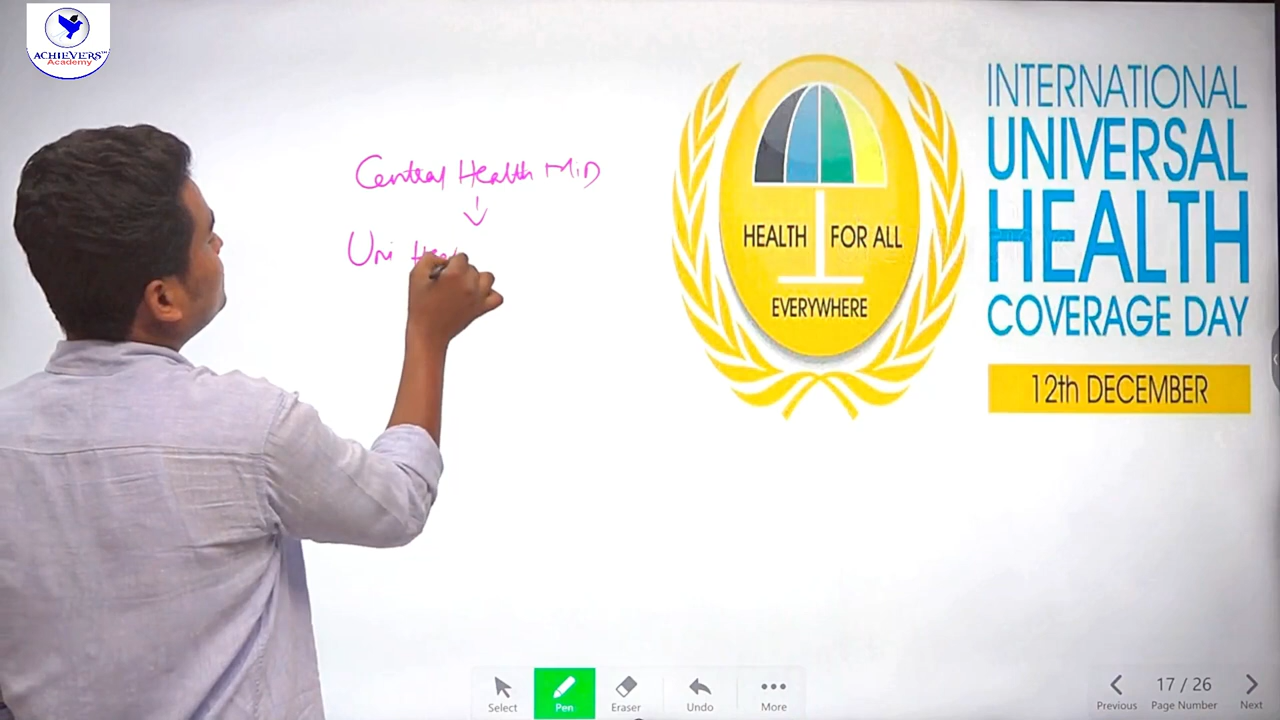 ACHIEVERS™
Academy
Central Health MiD
Uni
INTERNATIONAL
UNIVERSAL
HEALTH
COVERAGE DAY
12th DECEMBER
HEALTH FOR ALL
EVERYWHERE
Select
Pen
Eraser
Undo
More
Previous
17 / 26
Page Number
Next